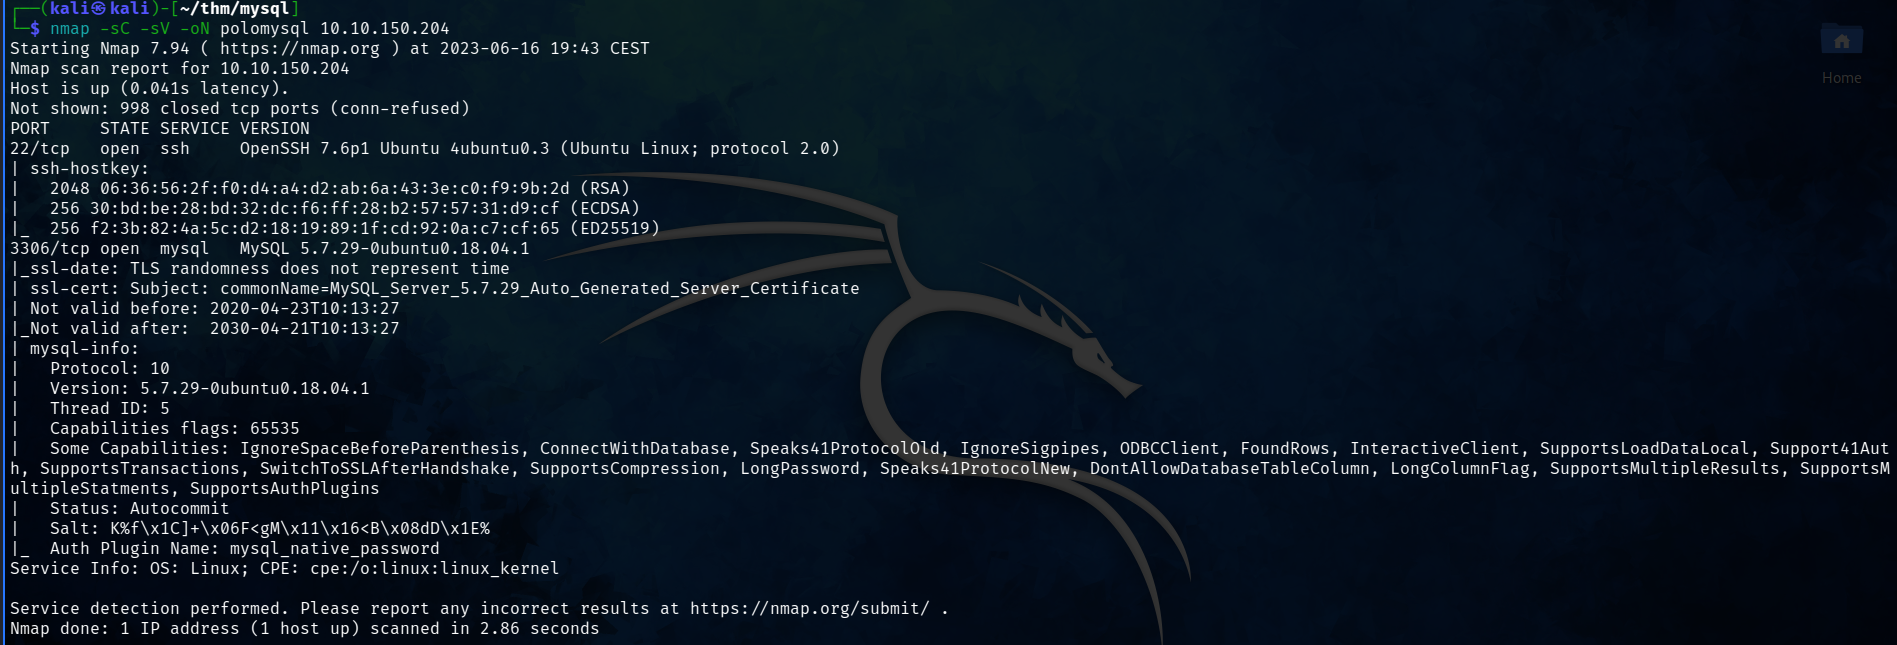 ┌──(kali㉿kali)-[~/thm/mysql]
└─$ nmap -sC -sV -oN polomysql 10.10.150.204
Starting Nmap 7.94 ( https://nmap.org ) at 2023-06-16 19:43 CEST
Nmap scan report for 10.10.150.204
Host is up (0.041s latency).
Not shown: 998 closed tcp ports (conn-refused)
PORT     STATE SERVICE VERSION
22/tcp   open  ssh     OpenSSH 7.6p1 Ubuntu 4ubuntu0.3 (Ubuntu Linux; protocol 2.0)
| ssh-hostkey:
|   2048 06:36:56:2f:f0:d4:a4:d2:ab:6a:43:3e:c0:f9:9b:2d (RSA)
|   256 30:bd:be:28:bd:32:dc:f6:ff:28:b2:57:57:31:d9:cf (ECDSA)
|_  256 f2:3b:82:4a:5c:d2:18:19:89:1f:cd:92:0a:c7:cf:65 (ED25519)
3306/tcp open  mysql   MySQL 5.7.29-0ubuntu0.18.04.1
|_ssl-date: TLS randomness does not represent time
| ssl-cert: Subject: commonName=MySQL_Server_5.7.29_Auto_Generated_Server_Certificate
| Not valid before: 2020-04-23T10:13:27
|_Not valid after:  2030-04-21T10:13:27
| mysql-info:
|   Protocol: 10
|   Version: 5.7.29-0ubuntu0.18.04.1
|   Thread ID: 5
|   Capabilities flags: 65535
|   Some Capabilities: IgnoreSpaceBeforeParenthesis, ConnectWithDatabase, Speaks41ProtocolOld, IgnoreSigpipes, ODBCClient, FoundRows, InteractiveClient, SupportsLoadDataLocal, Support41Aut
h, SupportsTransactions, SwitchToSSLAfterHandshake, SupportsCompression, LongPassword, Speaks41ProtocolNew, DontAllowDatabaseTableColumn, LongColumnFlag, SupportsMultipleResults, SupportsM
ultipleStatments, SupportsAuthPlugins
|   Status: Autocommit
|   Salt: K%f\x1C]+\x06F<gM\x11\x16<B\x08dD\x1E%
|_  Auth Plugin Name: mysql_native_password
Service Info: OS: Linux; CPE: cpe:/o:linux:linux_kernel
Service detection performed. Please report any incorrect results at https://nmap.org/submit/ .
Nmap done: 1 IP address (1 host up) scanned in 2.86 seconds
Home